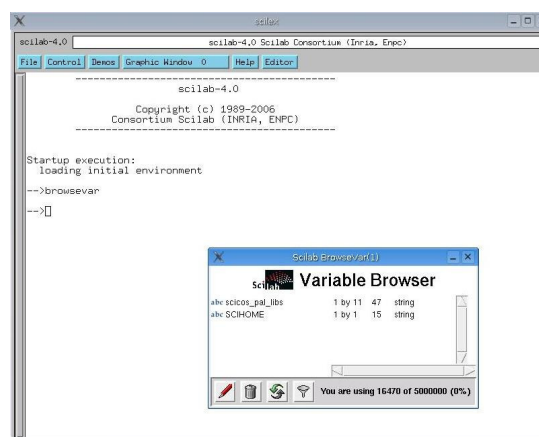 scilex
scilab-4.0 scilab-4.0 Scilab Consortium (Inria, Enpc)
File Control Demos Graphic Window 0 Help Editor
-------------------------------------------
scilab-4.0
Copyright (c) 1989-2006
Consortium Scilab (INRIA, ENPC)
-------------------------------------------
Startup execution:
loading initial environment
-->browsevar
-->
Scilab BrowseVar(1)
Scilab Variable Browser
abc scicos_pal_libs 1 by 11 47 string
abc SCIHOME 1 by 1 15 string
You are using 16470 of 5000000 (0%)